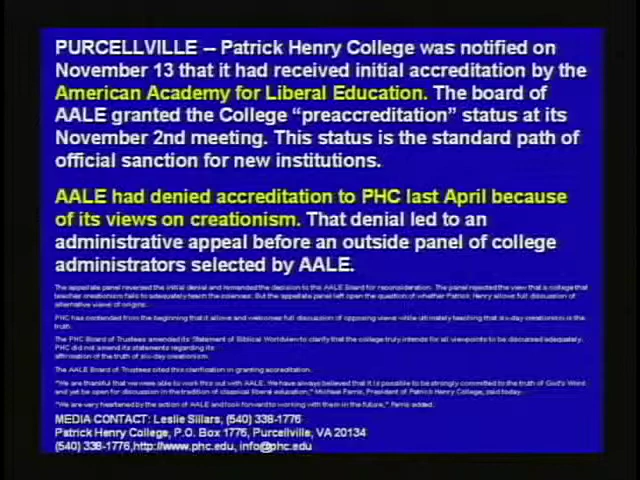 PURCELLVILLE -- Patrick Henry College was notified on
November 13 that it had received initial accreditation by the
American Academy for Liberal Education. The board of
AALE granted the College “preaccreditation” status at its
November 2nd meeting. This status is the standard path of
official sanction for new institutions.
AALE had denied accreditation to PHC last April because
of its views on creationism. That denial led to an
administrative appeal before an outside panel of college
administrators selected by AALE.
The appellate panel reversed the initial denial and remanded the decision to the AALE Board for reconsideration. The panel rejected the view that a college that
teaches creationism fails to adequately teach the sciences. But the appellate panel left open the question of whether Patrick Henry allows full discussion of
alternative views of origins.
PHC has contended from the beginning that it allows and welcomes full discussion of opposing views while ultimately teaching that six-day creationism is the
truth.
The PHC Board of Trustees amended its Statement of Biblical Worldview to clarify that the college truly intends for all viewpoints to be discussed adequately.
PHC did not amend its statements regarding its
affirmation of the truth of six-day creationism.
The AALE Board of Trustees cited this clarification in granting accreditation.
"We are thankful that we were able to work this out with AALE. We have always believed that it is possible to be strongly committed to the truth of God's Word
and yet be open for discussion in the tradition of classical liberal education," Michael Farris, President of Patrick Henry College, said today.
"We are very heartened by the action of AALE and look forward to working with them in the future," Farris added.
MEDIA CONTACT: Leslie Sillars, (540) 338-1776
Patrick Henry College, P.O. Box 1776, Purcellville, VA 20134
(540) 338-1776,http://www.phc.edu, info@phc.edu